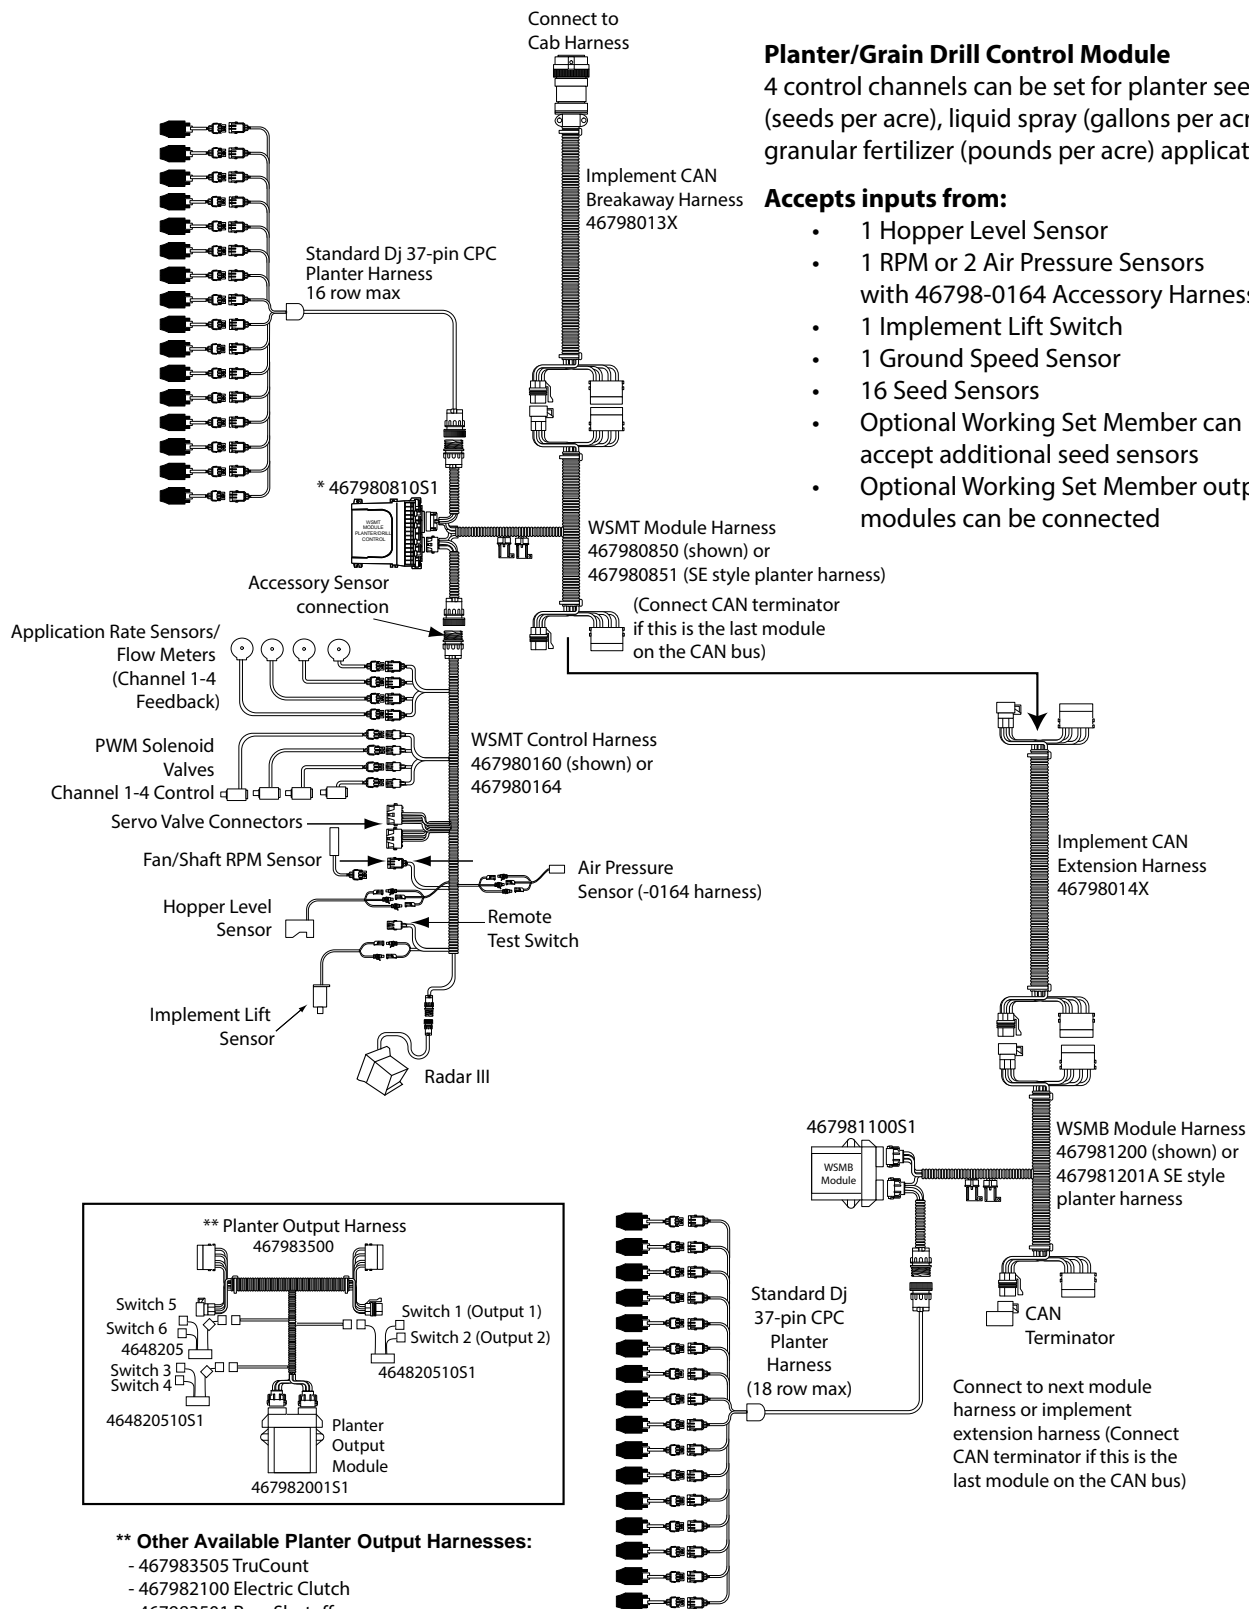 Connect to
Cab Harness
Planter/Grain Drill Control Module
4 control channels can be set for planter see
(seeds per acre), liquid spray (gallons per acr
granular fertilizer (pounds per acre) applicat
Implement CAN
Breakaway Harness
46798013X
Accepts inputs from:
• 1 Hopper Level Sensor
• 1 RPM or 2 Air Pressure Sensors
with 46798-0164 Accessory Harness
• 1 Implement Lift Switch
• 1 Ground Speed Sensor
• 16 Seed Sensors
• Optional Working Set Member can
accept additional seed sensors
• Optional Working Set Member outp
modules can be connected
Standard Dj 37-pin CPC
Planter Harness
16 row max
* 467980810S1
WSMT
MODULE
PLANTER/DRILL
CONTROL
WSMT Module Harness
467980850 (shown) or
467980851 (SE style planter harness)
(Connect CAN terminator
if this is the last module
on the CAN bus)
Accessory Sensor
connection
Application Rate Sensors/
Flow Meters
(Channel 1-4
Feedback)
PWM Solenoid
Valves
Channel 1-4 Control
WSMT Control Harness
467980160 (shown) or
467980164
Servo Valve Connectors
Fan/Shaft RPM Sensor
Air Pressure
Sensor (-0164 harness)
Hopper Level
Sensor
Remote
Test Switch
Implement Lift
Sensor
Radar III
Implement CAN
Extension Harness
46798014X
467981100S1
WSMB
Module
WSMB Module Harness
467981200 (shown) or
467981201A SE style
planter harness
CAN
Terminator
Standard Dj
37-pin CPC
Planter
Harness
(18 row max)
Connect to next module
harness or implement
extension harness (Connect
CAN terminator if this is the
last module on the CAN bus)
** Planter Output Harness
467983500
Switch 5
Switch 6
4648205
Switch 3
Switch 4
464820510S1
Switch 1 (Output 1)
Switch 2 (Output 2)
464820510S1
Planter
Output
Module
467982001S1
** Other Available Planter Output Harnesses:
- 467983505 TruCount
- 467982100 Electric Clutch